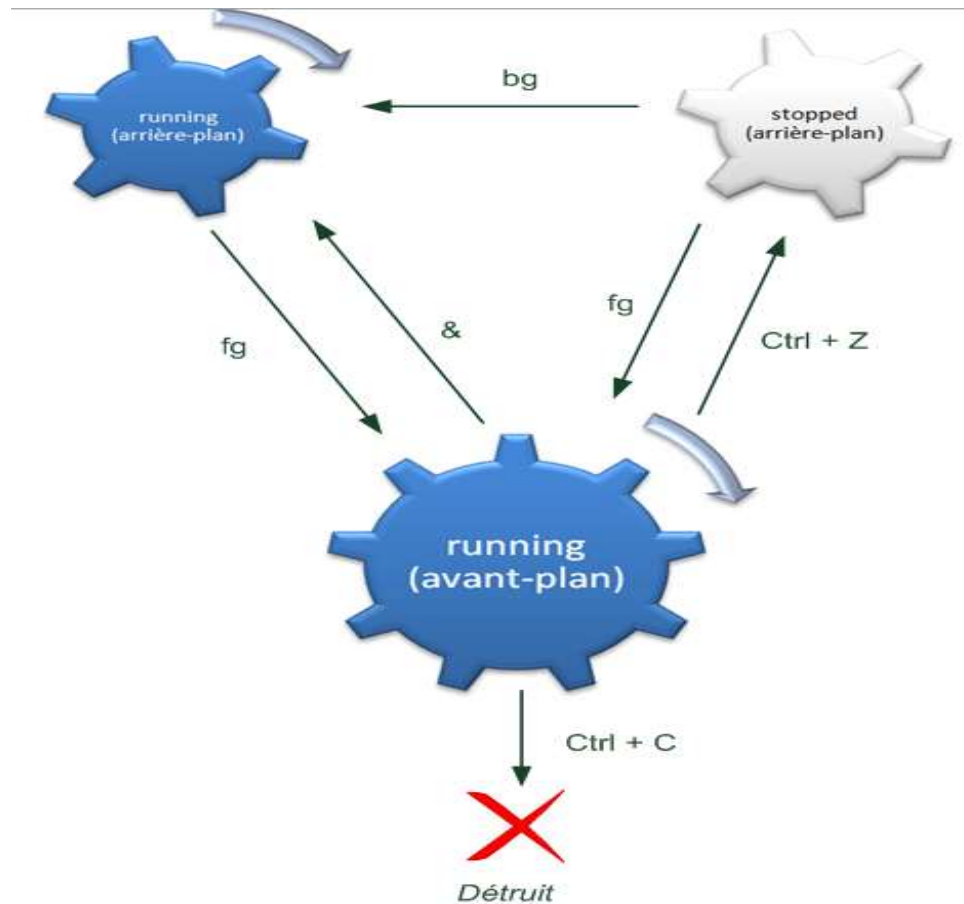 running
(arrière-plan)
bg
stopped
(arrière-plan)
fg
&
fg
Ctrl + Z
running
(avant-plan)
Ctrl + C
Détruit